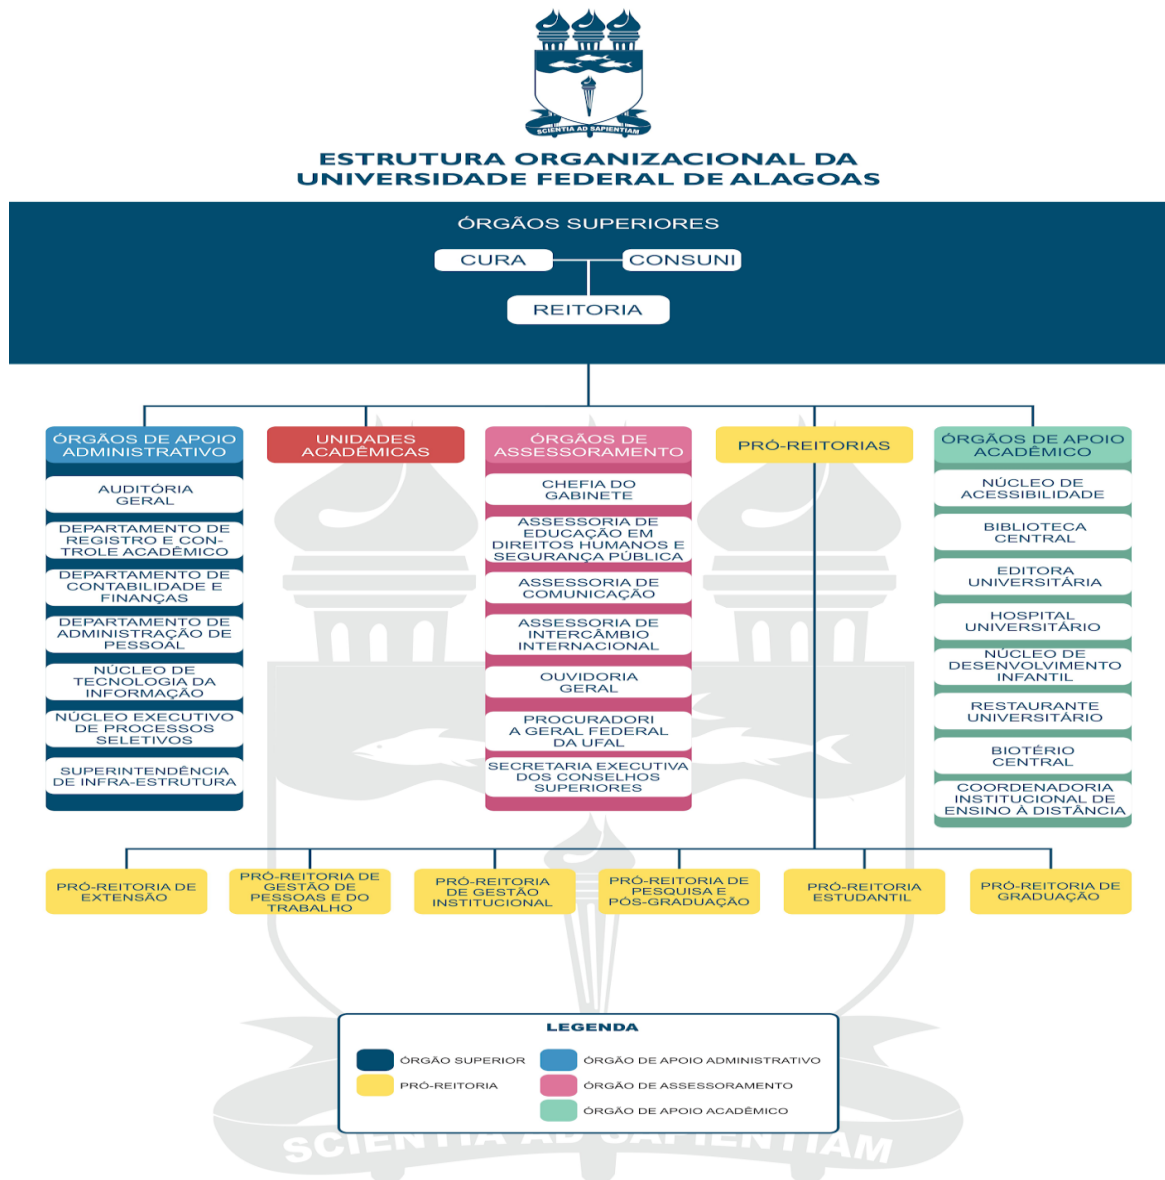 SCIENTIA AD SAPIENTIAM
ESTRUTURA ORGANIZACIONAL DA
UNIVERSIDADE FEDERAL DE ALAGOAS
ÓRGÃOS SUPERIORES
CURA
CONSUNI
REITORIA
ÓRGÃOS DE APOIO
ADMINISTRATIVO
AUDITÓRIA
GERAL
DEPARTAMENTO DE
REGISTRO E CON-
TROLE ACADÊMICO
DEPARTAMENTO DE
CONTABILIDADE E
FINANÇAS
DEPARTAMENTO DE
ADMINISTRAÇÃO DE
PESSOAL
NÚCLEO DE
TECNOLOGIA DA
INFORMAÇÃO
NÚCLEO EXECUTIVO
DE PROCESSOS
SELETIVOS
SUPERINTENDÊNCIA
DE INFRA-ESTRUTURA
UNIDADES
ACADÊMICAS
ÓRGÃOS DE
ASSESSORAMENTO
CHEFIA DO
GABINETE
ASSESSORIA DE
EDUCAÇÃO EM
DIREITOS HUMANOS E
SEGURANÇA PÚBLICA
ASSESSORIA DE
COMUNICAÇÃO
ASSESSORIA DE
INTERCÂMBIO
INTERNACIONAL
OUVIDORIA
GERAL
PROCURADORI
A GERAL FEDERAL
DA UFAL
SECRETARIA EXECUTIVA
DOS CONSELHOS
SUPERIORES
PRÓ-REITORIAS
ÓRGÃOS DE APOIO
ACADÊMICO
NÚCLEO DE
ACESSIBILIDADE
BIBLIOTECA
CENTRAL
EDITORA
UNIVERSITÁRIA
HOSPITAL
UNIVERSITÁRIO
NÚCLEO DE
DESENVOLVIMENTO
INFANTIL
RESTAURANTE
UNIVERSITÁRIO
BIOTÉRIO
CENTRAL
COORDENADORIA
INSTITUCIONAL DE
ENSINO À DISTÂNCIA
PRÓ-REITORIA DE
EXTENSÃO
PRÓ-REITORIA DE
GESTÃO DE
PESSOAS E DO
TRABALHO
PRÓ-REITORIA
DE GESTÃO
INSTITUCIONAL
PRÓ-REITORIA DE
PESQUISA E
PÓS-GRADUAÇÃO
PRÓ-REITORIA
ESTUDANTIL
PRÓ-REITORIA DE
GRADUAÇÃO
LEGENDA
ÓRGÃO SUPERIOR
PRÓ-REITORIA
ÓRGÃO DE APOIO ADMINISTRATIVO
ÓRGÃO DE ASSESSORAMENTO
ÓRGÃO DE APOIO ACADÊMICO
SCIENTIA AD SAPIENTIAM